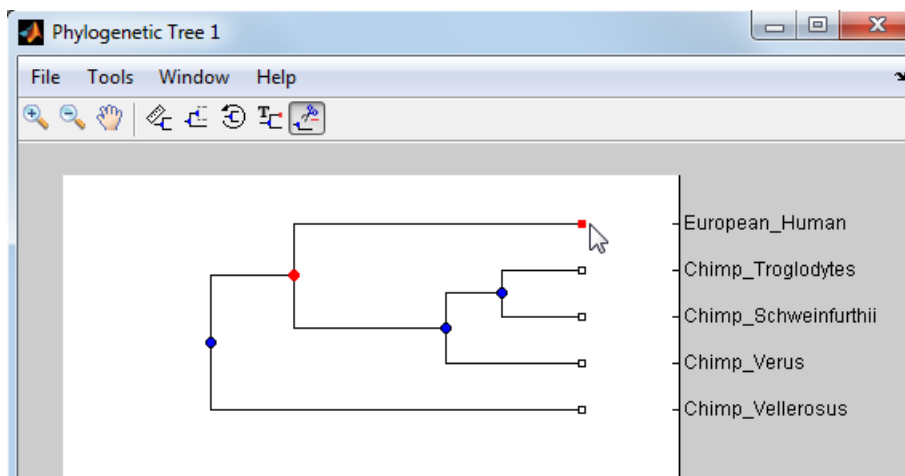 Phylogenetic Tree 1
File Tools Window Help
European_Human
Chimp_Troglodytes
Chimp_Schweinfurthii
Chimp_Verus
Chimp_Vellerosus